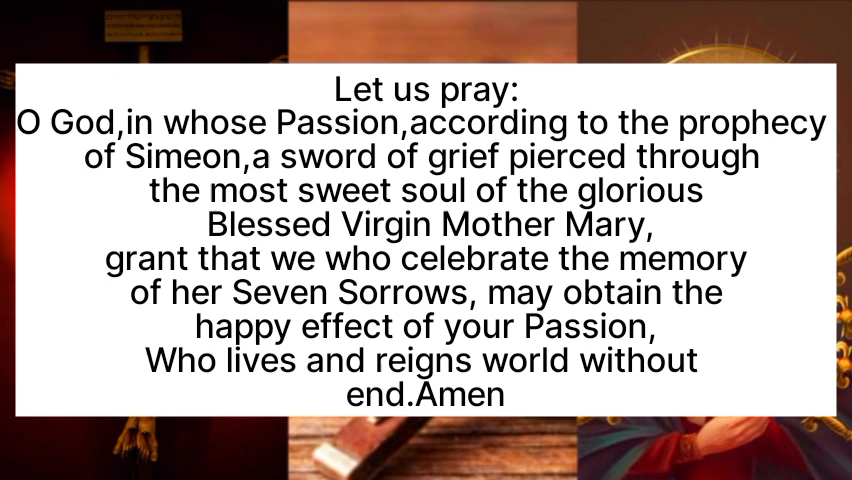 Let us pray:
O God,in whose Passion,according to the prophecy
of Simeon,a sword of grief pierced through
the most sweet soul of the glorious
Blessed Virgin Mother Mary,
grant that we who celebrate the memory
of her Seven Sorrows, may obtain the
happy effect of your Passion,
Who lives and reigns world without
end.Amen